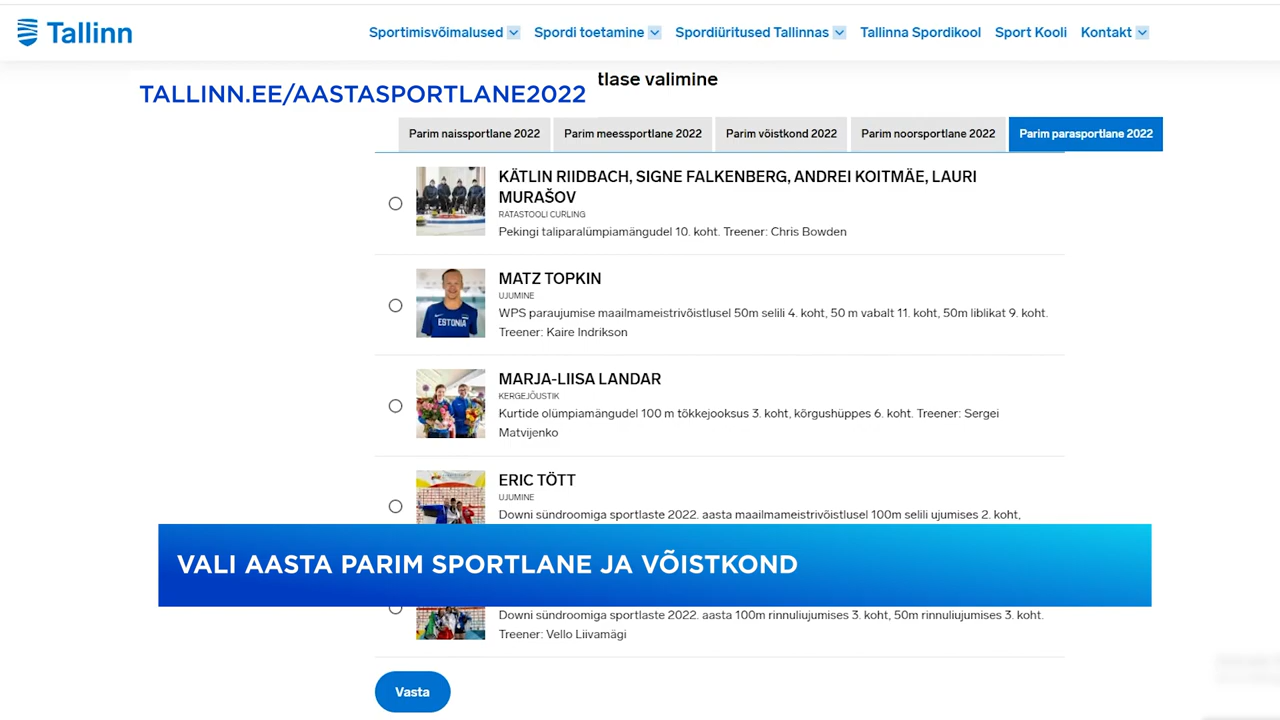 Tallinn
Sportimisvõimalused
Spordi toetamine
Spordiüritused Tallinnas
Tallinna Spordikool
Sport Kooli
Kontakt
TALLINN.EE/AASTASPORTLANE2022
tlase valimine
Parim naissportlane 2022
Parim meessportlane 2022
Parim võistkond 2022
Parim noorsportlane 2022
Parim parasportlane 2022
KÄTLIN RIIDBACH, SIGNE FALKENBERG, ANDREI KOITMÄE, LAURI
MURAŠOV
RATASTOOLI CURLING
Pekingi taliparalümpiamängudel 10. koht. Treener: Chris Bowden
MATZ TOPKIN
UJUMINE
WPS paraujumise maailmameistrivõistlusel 50m selili 4. koht, 50 m vabalt 11. koht, 50m liblikat 9. koht.
Treener: Kaire Indrikson
ESTONIA
MARJA-LIISA LANDAR
KERGEJÕUSTIK
Kurtide olümpiamängudel 100 m tõkkejooksus 3. koht, kõrgushüppes 6. koht. Treener: Sergei
Matvijenko
ERIC TÖTT
UJUMINE
Downi sündroomiga sportlaste 2022. aasta maailmameistrivõistlusel 100m selili ujumises 2. koht,
VALI AASTA PARIM SPORTLANE JA VÕISTKOND
Downi sündroomiga sportlaste 2022. aasta 100m rinnuliujumises 3. koht, 50m rinnuliujumises 3. koht.
Treener: Vello Liivamägi
Vasta